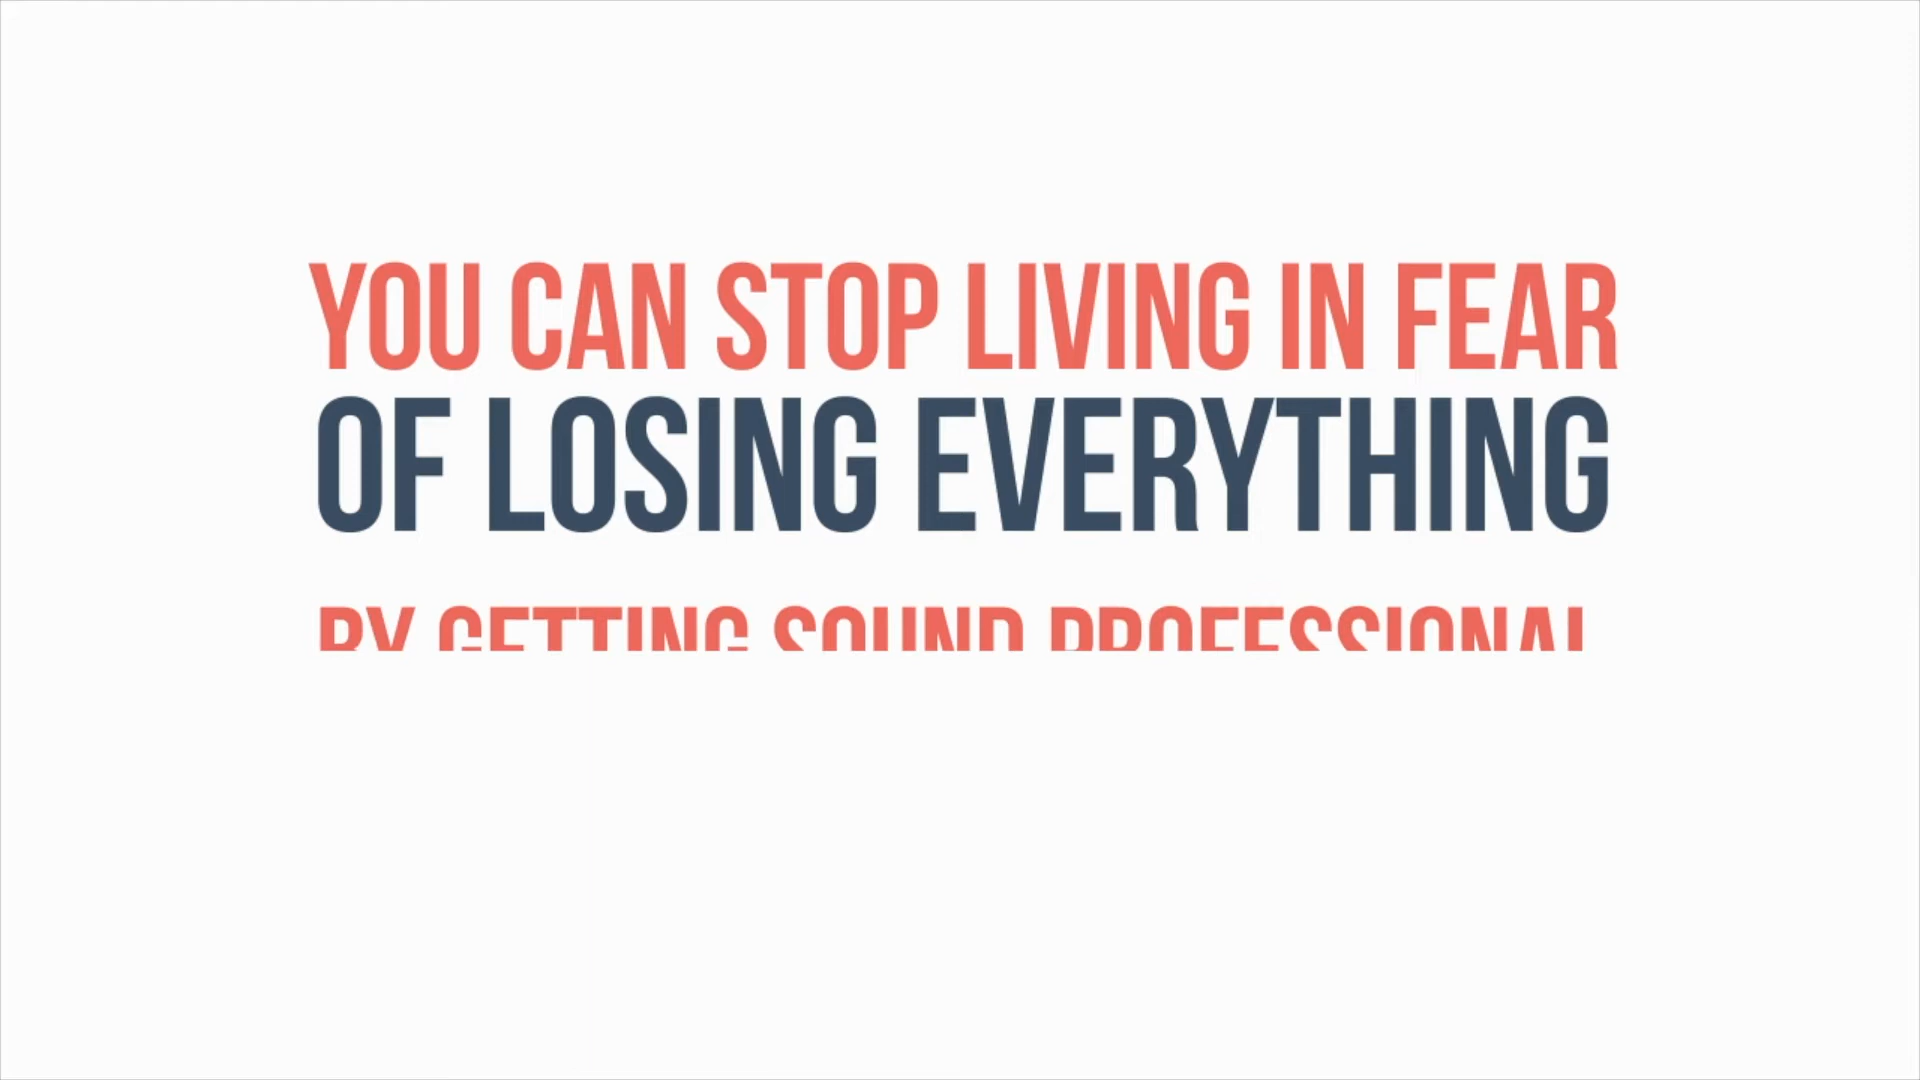 YOU CAN STOP LIVING IN FEAR
OF LOSING EVERYTHING
BY GETTING SOUND PROFESSIONAL